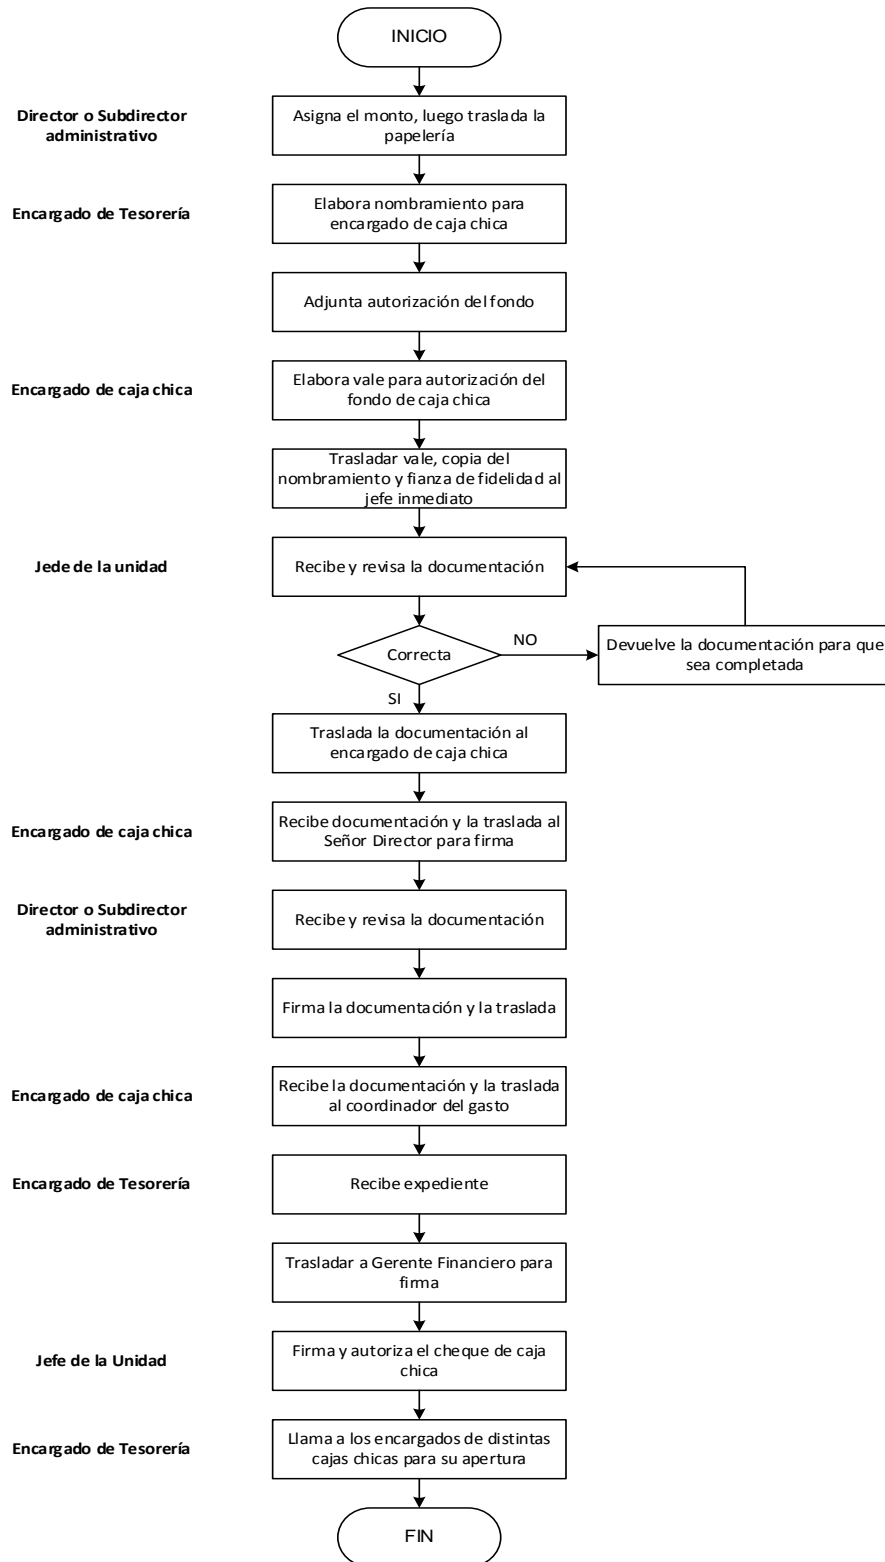 INICIO
Director o Subdirector
administrativo
Asigna el monto, luego traslada la
papelería
Encargado de Tesorería
Elabora nombramiento para
encargado de caja chica
Adjunta autorización del fondo
Encargado de caja chica
Elabora vale para autorización del
fondo de caja chica
Trasladar vale, copia del
nombramiento y fianza de fidelidad al
jefe inmediato
Jede de la unidad
Recibe y revisa la documentación
Correcta
NO
Devuelve la documentación para que
sea completada
SI
Traslada la documentación al
encargado de caja chica
Encargado de caja chica
Recibe documentación y la traslada al
Señor Director para firma
Director o Subdirector
administrativo
Recibe y revisa la documentación
Firma la documentación y la traslada
Encargado de caja chica
Recibe la documentación y la traslada
al coordinador del gasto
Encargado de Tesorería
Recibe expediente
Trasladar a Gerente Financiero para
firma
Jefe de la Unidad
Firma y autoriza el cheque de caja
chica
Encargado de Tesorería
Llama a los encargados de distintas
cajas chicas para su apertura
FIN